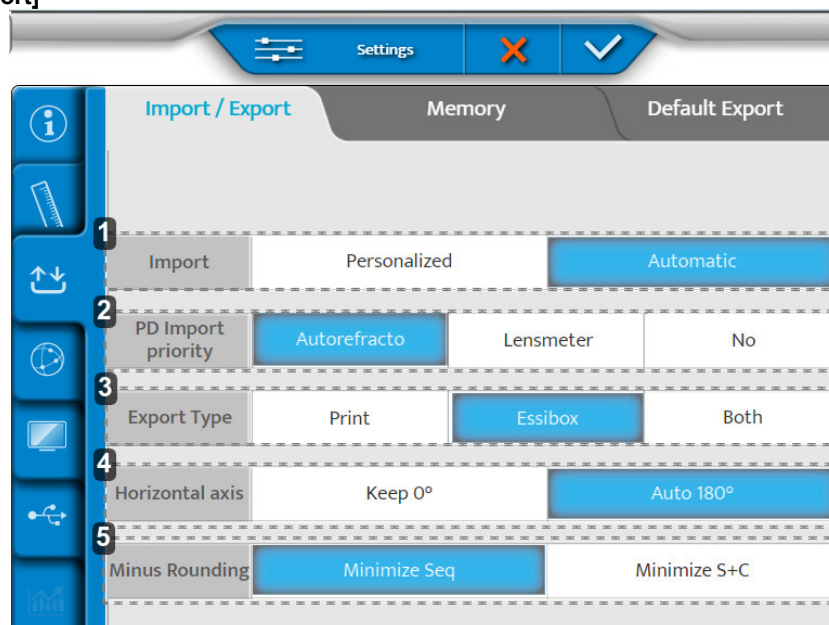 ort]
Settings
Import / Export
Memory
Default Export
1
Import
Personalized
Automatic
2
PD Import
priority
Autorefracto
Lensmeter
No
3
Export Type
Print
Essibox
Both
4
Horizontal axis
Keep 0°
Auto 180°
5
Minus Rounding
Minimize Seq
Minimize S+C